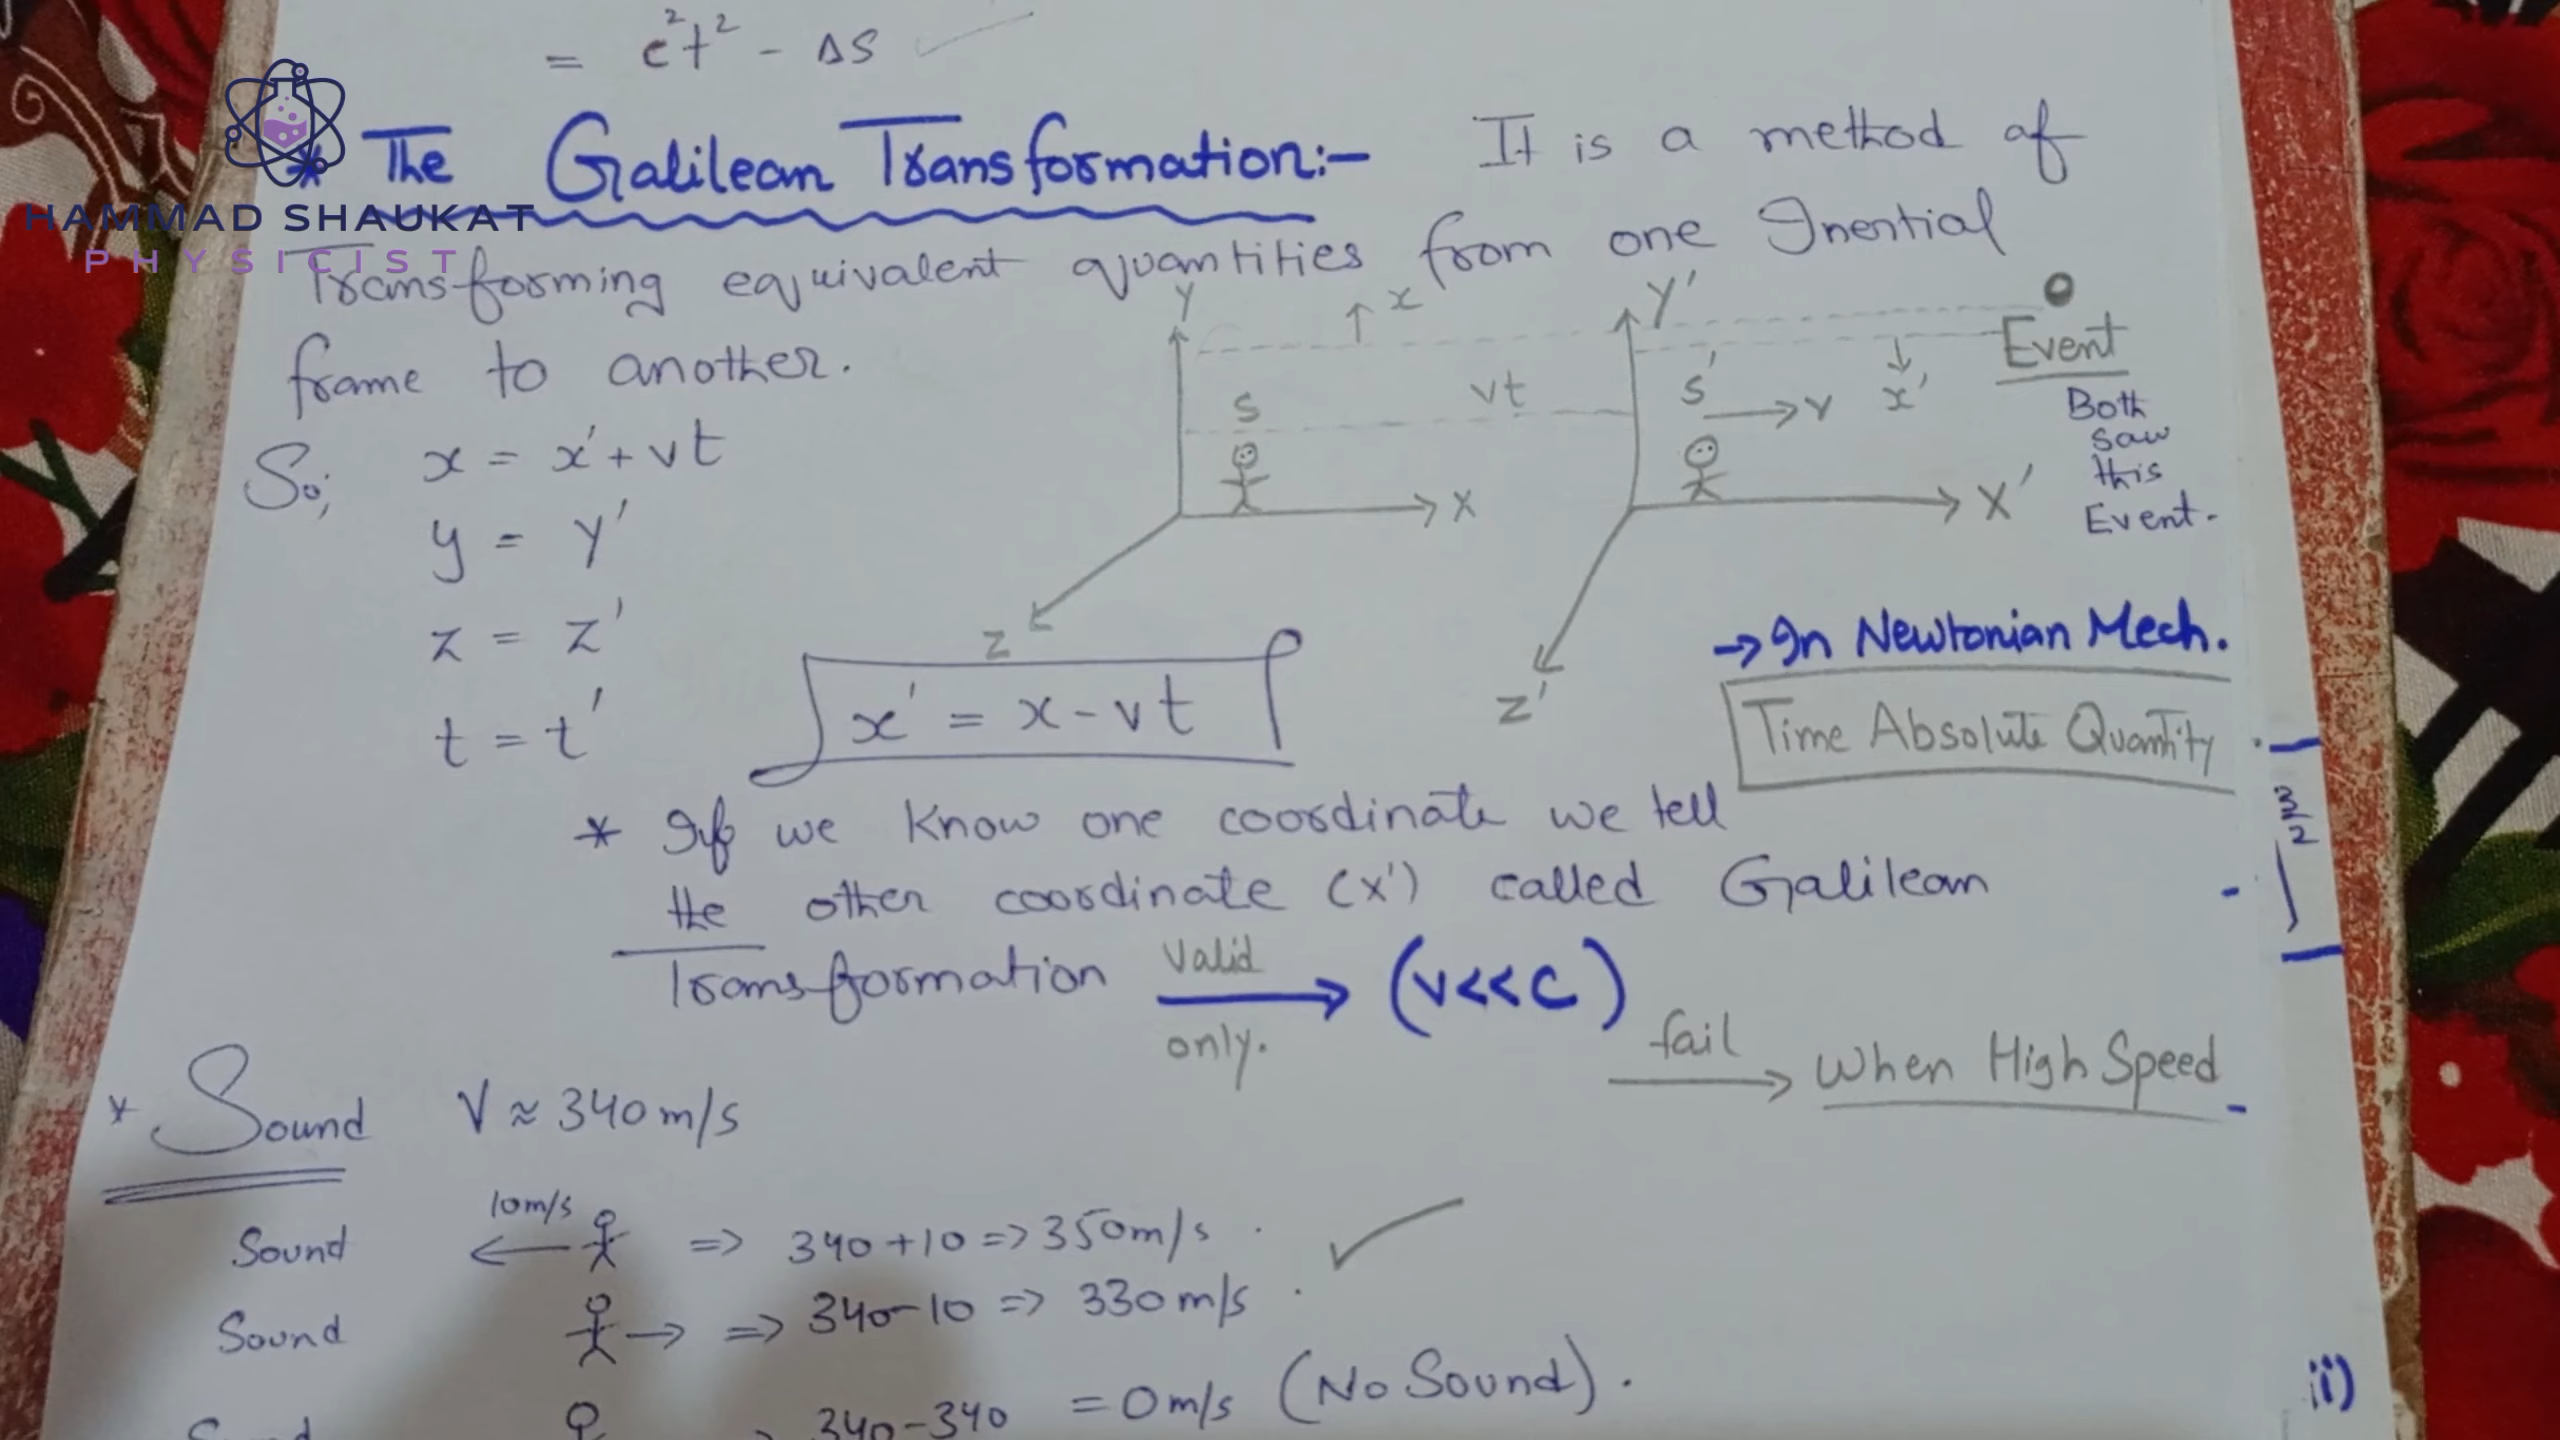 = c²t² - ΔS
* The Galilean Transformation:- It is a method of
HAMMAD SHAUKAT
PHYSICIST
Transforming equivalent quantities from one Inertial
frame to another.
So; x = x' + vt
y = y'
z = z'
t = t'
Y
x
S
vt
X
Z
Y'
S'
v
x'
X'
Z'
Event
Both
saw
this
Event.
x' = x - vt
→ In Newtonian Mech.
Time Absolute Quantity
* If we know one coordinate we tell
the other coordinate (x') called Galilean
Transformation valid only. → (v<<c)
fail → When High Speed
3/2
* Sound V ≈ 340 m/s
Sound 10m/s ← => 340 + 10 => 350m/s.
Sound → => 340-10 => 330 m/s.
340-340 = 0 m/s (No Sound).
ii)